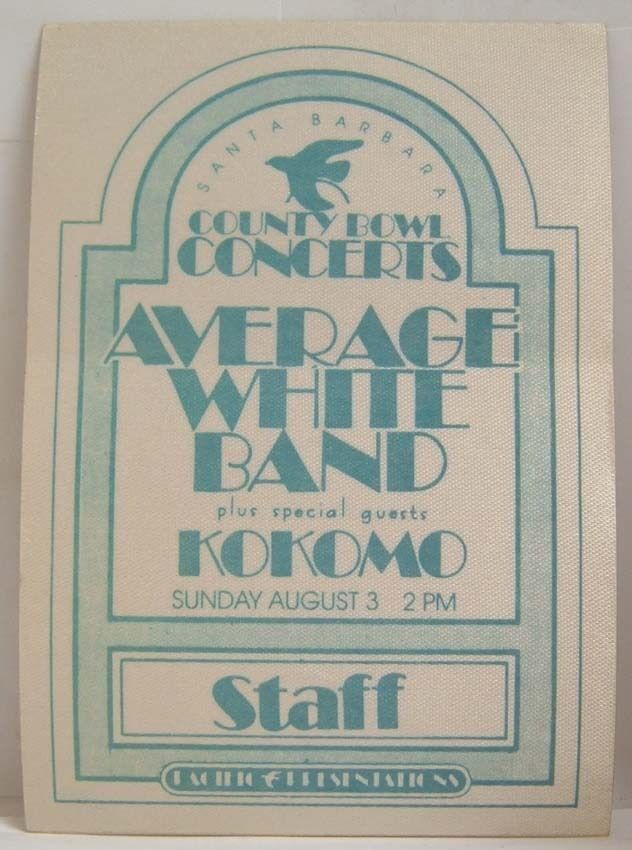 SANTA BARBARA
COUNTY BOWL
CONCERTS
AVERAGE
WHITE
BAND
plus special guests
KOKOMO
SUNDAY AUGUST 3 2 PM
Staff
PACIFIC PRESENTATIONS